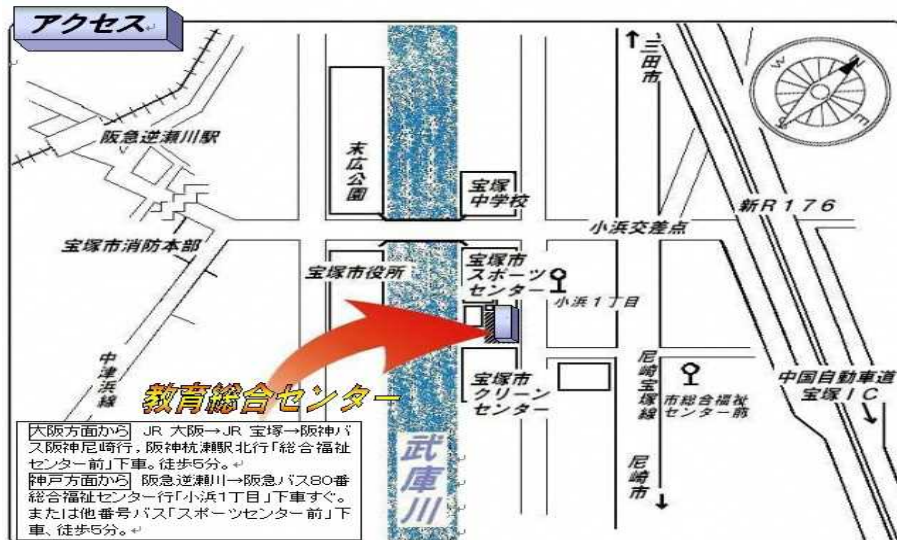 アクセス
三田市
N
W
S
E
阪急逆瀬川駅
末広公園
宝塚
中学校
新R176
小浜交差点
宝塚市消防本部
宝塚市役所
宝塚市
スポーツ
センター
小浜1丁目
中津浜線
教育総合センター
宝塚市
クリーン
センター
尼崎宝塚線
市総合福祉
センター前
中国自動車道
宝塚IC
尼崎市
武庫川
大阪方面から JR 大阪→JR 宝塚→阪神バ
ス阪神尼崎行，阪神杭瀬駅北行「総合福祉
センター前」下車。徒歩5分。
神戸方面から 阪急逆瀬川→阪急バス80番
総合福祉センター行「小浜1丁目」下車すぐ。
または他番号バス「スポーツセンター前」下
車、徒歩5分。